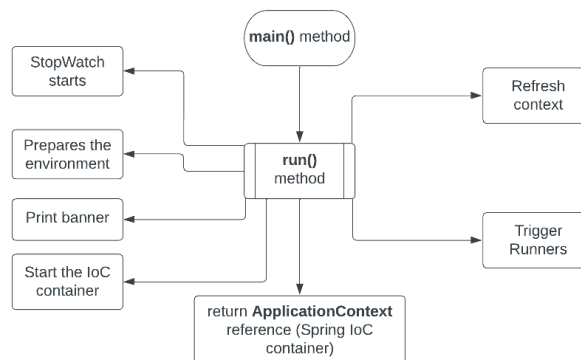 main() method
StopWatch
starts
Refresh
context
Prepares the
environment
run()
method
Print banner
Trigger
Runners
Start the IoC
container
return ApplicationContext
reference (Spring IoC
container)